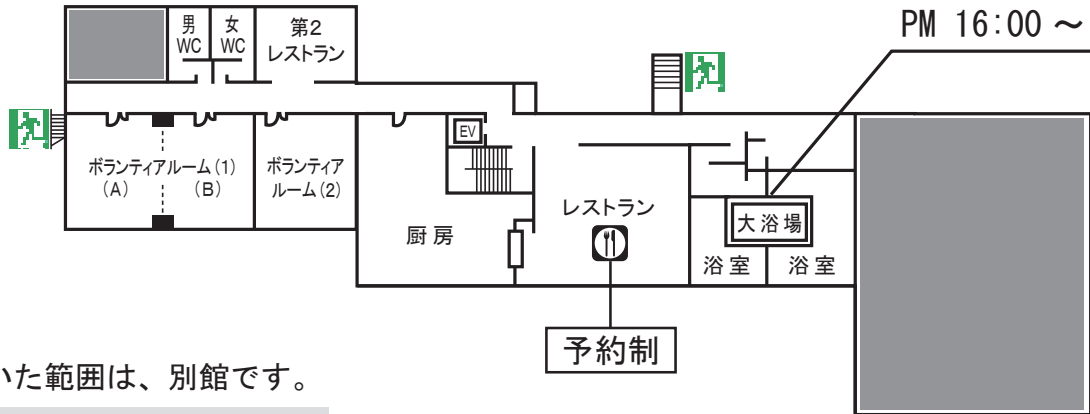 PM 16:00 ～
男
WC
女
WC
第2
レストラン
EV
ボランティアルーム(1)
(A)
(B)
ボランティア
ルーム(2)
厨房
レストラン
大浴場
浴室
浴室
予約制
いた範囲は、別館です。